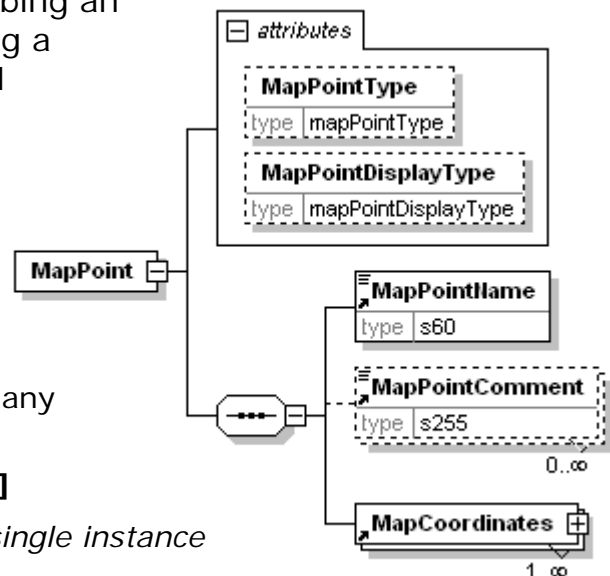 bing an
g a
attributes
MapPointType
type mapPointType
MapPointDisplayType
type mapPointDisplayType
MapPoint
MapPointName
type s60
any
MapPointComment
type s255
0..∞
]
single instance
MapCoordinates
1..∞